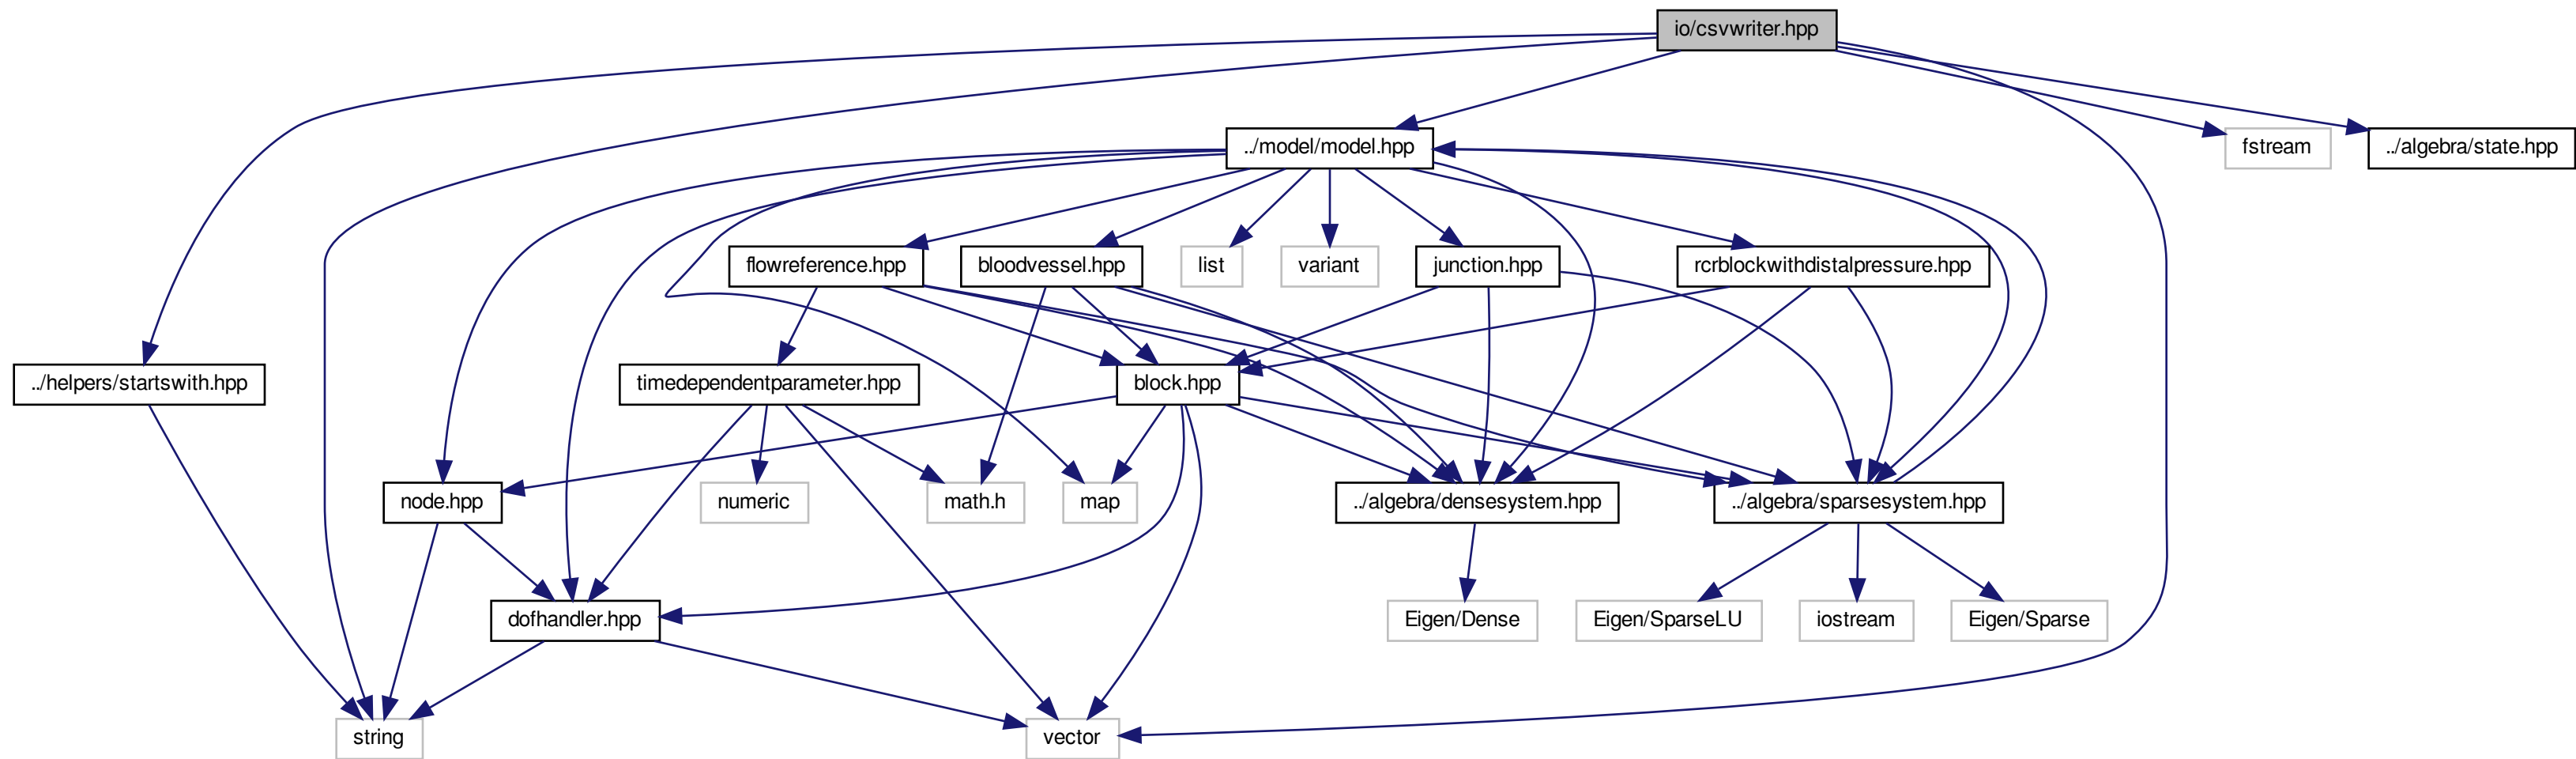 io/csvwriter.hpp
../model/model.hpp
fstream
../algebra/state.hpp
flowreference.hpp
bloodvessel.hpp
list
variant
junction.hpp
rcrblockwithdistalpressure.hpp
../helpers/startswith.hpp
timedependentparameter.hpp
block.hpp
node.hpp
numeric
math.h
map
../algebra/densesystem.hpp
../algebra/sparsesystem.hpp
dofhandler.hpp
Eigen/Dense
Eigen/SparseLU
iostream
Eigen/Sparse
string
vector